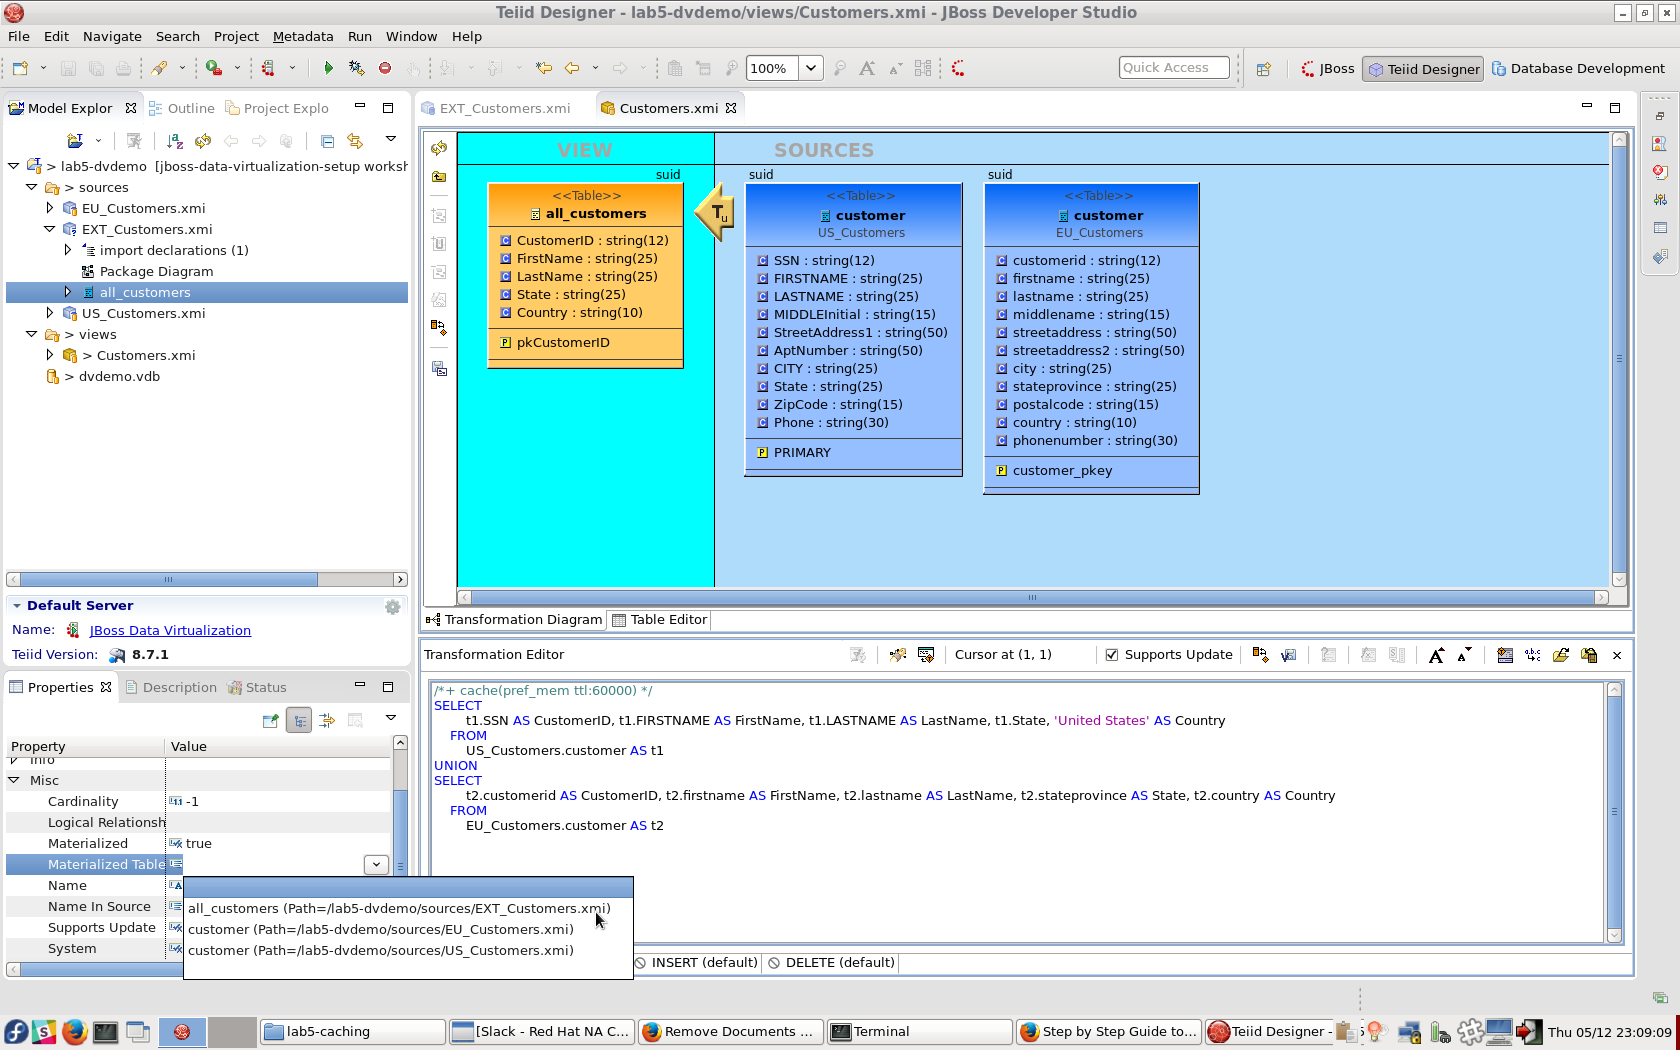 Teiid Designer - lab5-dvdemo/views/Customers.xmi - JBoss Developer Studio
File Edit Navigate Search Project Metadata Run Window Help
100%
Quick Access
JBoss
Teiid Designer
Database Development
Model Explor
Outline
Project Explo
> lab5-dvdemo [jboss-data-virtualization-setup worksh
> sources
EU_Customers.xmi
EXT_Customers.xmi
import declarations (1)
Package Diagram
all_customers
US_Customers.xmi
> views
> Customers.xmi
> dvdemo.vdb
Default Server
Name: JBoss Data Virtualization
Teiid Version: 8.7.1
Properties
Description
Status
Property Value
Info
Misc
Cardinality -1
Logical Relationsh
Materialized true
Materialized Table
Name
Name In Source
Supports Update
System
all_customers (Path=/lab5-dvdemo/sources/EXT_Customers.xmi)
customer (Path=/lab5-dvdemo/sources/EU_Customers.xmi)
customer (Path=/lab5-dvdemo/sources/US_Customers.xmi)
EXT_Customers.xmi
Customers.xmi
VIEW
SOURCES
suid
<<Table>>
all_customers
CustomerID : string(12)
FirstName : string(25)
LastName : string(25)
State : string(25)
Country : string(10)
pkCustomerID
Tu
suid
<<Table>>
customer
US_Customers
SSN : string(12)
FIRSTNAME : string(25)
LASTNAME : string(25)
MIDDLEInitial : string(15)
StreetAddress1 : string(50)
AptNumber : string(50)
CITY : string(25)
State : string(25)
ZipCode : string(15)
Phone : string(30)
PRIMARY
suid
<<Table>>
customer
EU_Customers
customerid : string(12)
firstname : string(25)
lastname : string(25)
middlename : string(15)
streetaddress : string(50)
streetaddress2 : string(50)
city : string(25)
stateprovince : string(25)
postalcode : string(15)
country : string(10)
phonenumber : string(30)
customer_pkey
Transformation Diagram
Table Editor
Transformation Editor
Cursor at (1, 1)
Supports Update
/*+ cache(pref_mem ttl:60000) */
SELECT
t1.SSN AS CustomerID, t1.FIRSTNAME AS FirstName, t1.LASTNAME AS LastName, t1.State, 'United States' AS Country
FROM
US_Customers.customer AS t1
UNION
SELECT
t2.customerid AS CustomerID, t2.firstname AS FirstName, t2.lastname AS LastName, t2.stateprovince AS State, t2.country AS Country
FROM
EU_Customers.customer AS t2
INSERT (default)
DELETE (default)
lab5-caching
[Slack - Red Hat NA C...
Remove Documents ...
Terminal
Step by Step Guide to...
Teiid Designer -
Thu 05/12 23:09:09